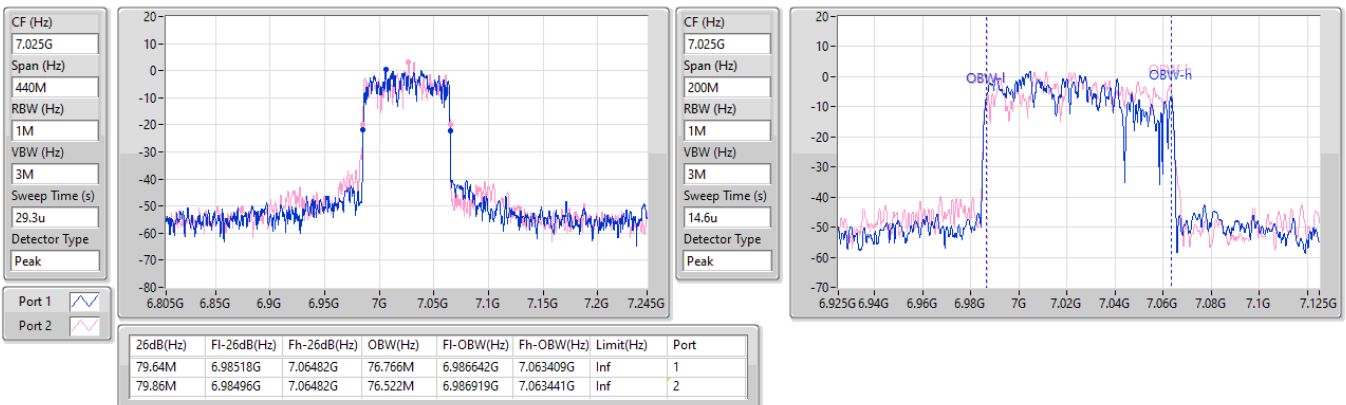 CF (Hz)
7.025G
Span (Hz)
440M
RBW (Hz)
1M
VBW (Hz)
3M
Sweep Time (s)
29.3u
Detector Type
Peak
Port 1
Port 2
20
10
0
-10
-20
-30
-40
-50
-60
-70
-80
6.805G 6.85G 6.9G 6.95G 7G 7.05G 7.1G 7.15G 7.2G 7.245G
CF (Hz)
7.025G
Span (Hz)
200M
RBW (Hz)
1M
VBW (Hz)
3M
Sweep Time (s)
14.6u
Detector Type
Peak
20
10
0
-10
-20
-30
-40
-50
-60
-70
OBW-l
OBW-h
6.925G 6.94G 6.96G 6.98G 7G 7.02G 7.04G 7.06G 7.08G 7.1G 7.125G
26dB(Hz) Fl-26dB(Hz) Fh-26dB(Hz) OBW(Hz) Fl-OBW(Hz) Fh-OBW(Hz) Limit(Hz) Port
79.64M 6.98518G 7.06482G 76.766M 6.986642G 7.063409G Inf 1
79.86M 6.98496G 7.06482G 76.522M 6.986919G 7.063441G Inf 2